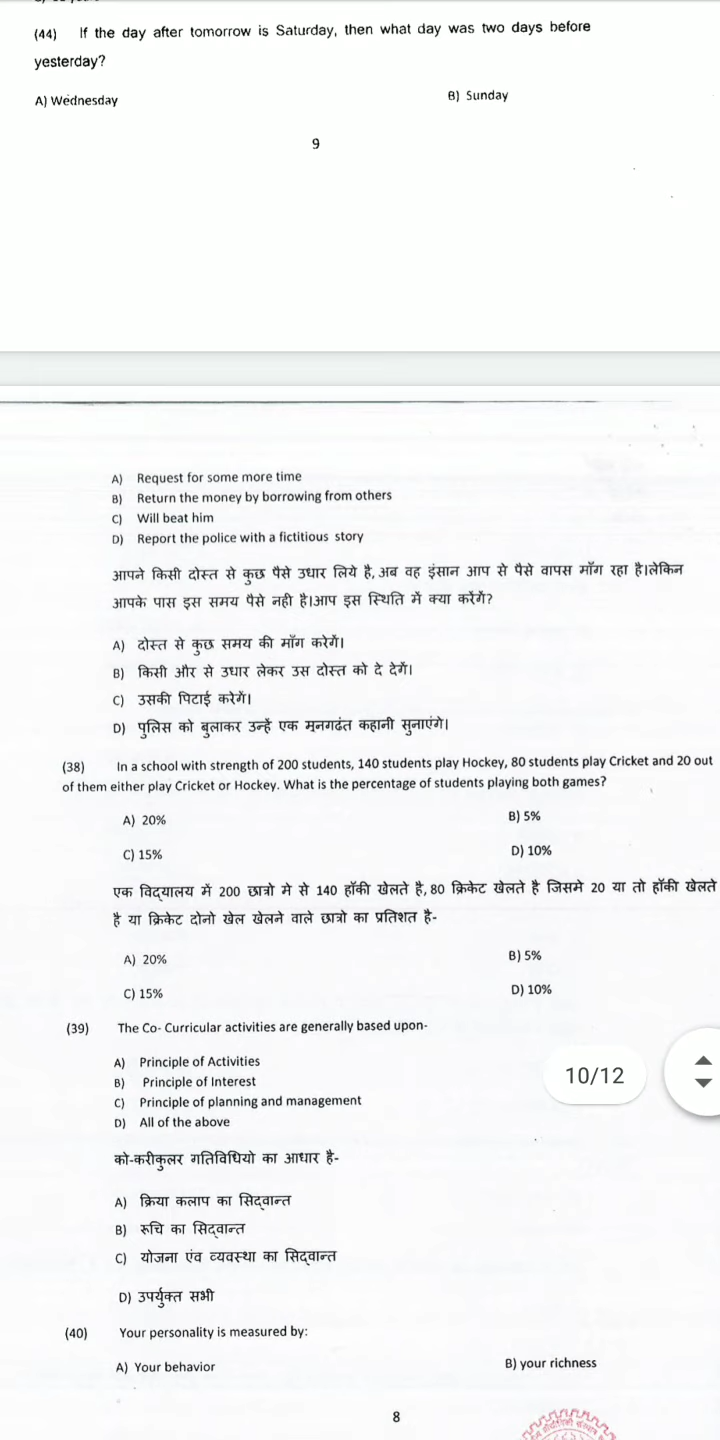 (44) If the day after tomorrow is Saturday, then what day was two days before
yesterday?
A) Wednesday B) Sunday
9
A) Request for some more time
B) Return the money by borrowing from others
C) Will beat him
D) Report the police with a fictitious story
आपने किसी दोस्त से कुछ पैसे उधार लिये है, अब वह इंसान आप से पैसे वापस माँग रहा है।लेकिन
आपके पास इस समय पैसे नही है।आप इस स्थिति में क्या करेंगें?
A) दोस्त से कुछ समय की माँग करेगें।
B) किसी और से उधार लेकर उस दोस्त को दे देगें।
C) उसकी पिटाई करेगें।
D) पुलिस को बुलाकर उन्हें एक मनगढंत कहानी सुनाएंगे।
(38) In a school with strength of 200 students, 140 students play Hockey, 80 students play Cricket and 20 out
of them either play Cricket or Hockey. What is the percentage of students playing both games?
A) 20% B) 5%
C) 15% D) 10%
एक विद्यालय में 200 छात्रो मे से 140 हॉकी खेलते है, 80 क्रिकेट खेलते है जिसमे 20 या तो हॉकी खेलते
है या क्रिकेट दोनो खेल खेलने वाले छात्रो का प्रतिशत है-
A) 20% B) 5%
C) 15% D) 10%
(39) The Co- Curricular activities are generally based upon-
A) Principle of Activities
B) Principle of Interest
10/12
C) Principle of planning and management
D) All of the above
को-करीकुलर गतिविधियो का आधार है-
A) क्रिया कलाप का सिद्वान्त
B) रूचि का सिद्वान्त
C) योजना एंव व्यवस्था का सिद्वान्त
D) उपर्युक्त सभी
(40) Your personality is measured by:
A) Your behavior B) your richness
8